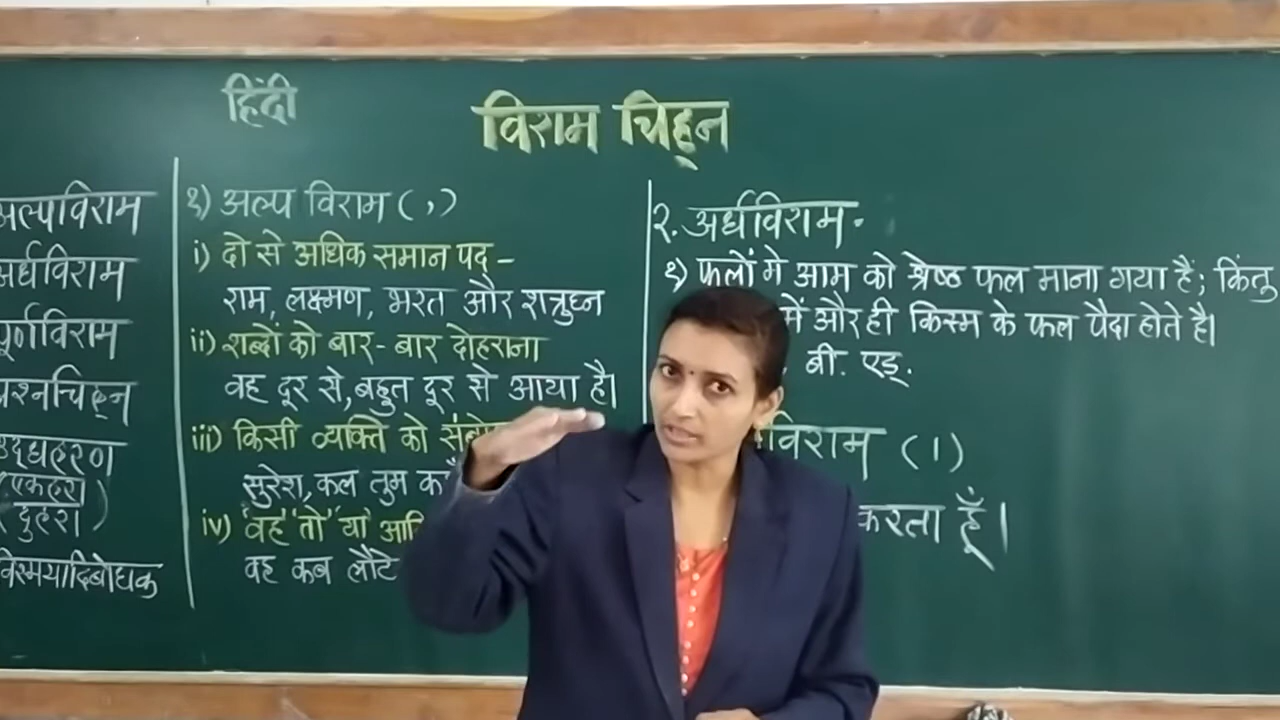 हिंदी
विराम चिह्न
अल्पविराम
अर्धविराम
पूर्णविराम
प्रश्नचिह्न
उद्धहरण
(एकहरा)
(दुहरा)
विस्मयादिबोधक
१) अल्प विराम ( , )
i) दो से अधिक समान पद् -
राम, लक्ष्मण, भरत और शत्रुघ्न
ii) शब्दों को बार - बार दोहराना
वह दूर से, बहुत दूर से आया है।
iii) किसी व्यक्ति को
सुरेश, कल तुम
iv) 'वह' 'तो' 'या'
वह कब लौटे
२. अर्धविराम -
१) फलों मे आम को श्रेष्ठ फल माना गया है; किंतु
में और ही किस्म के फल पैदा होते है।
बी. एड्.
विराम (।)
करता हूँ।